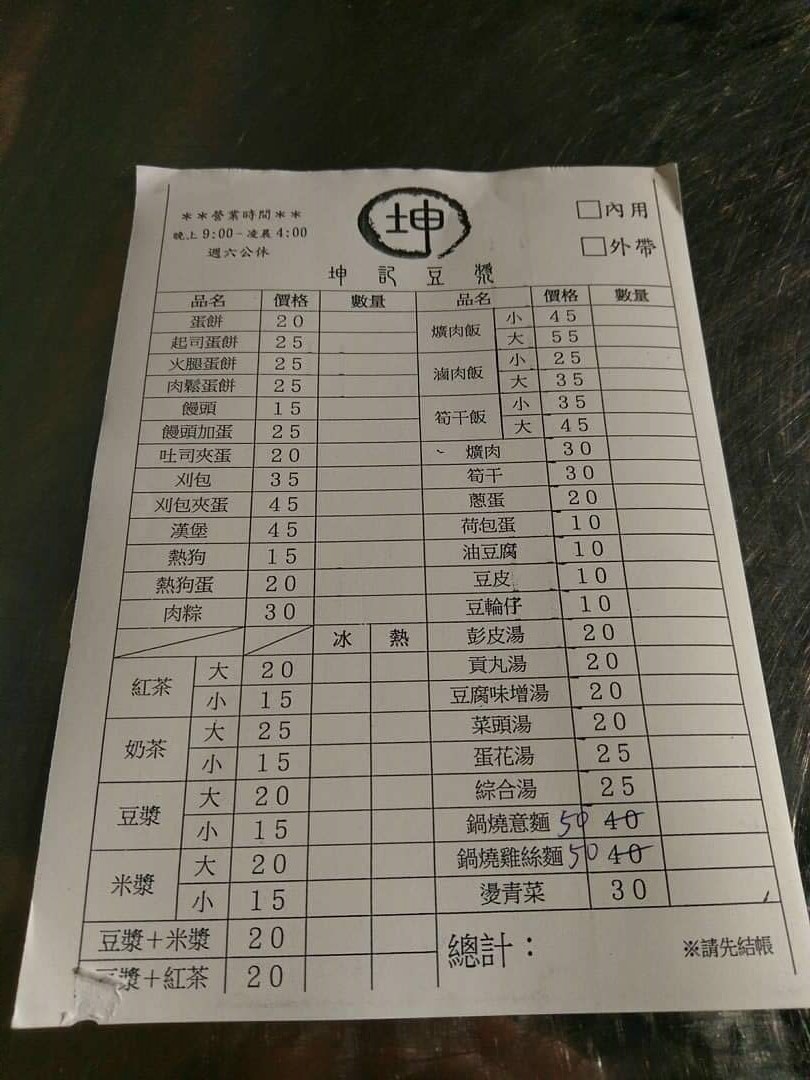 **營業時間**
晚上 9:00-凌晨 4:00
週六公休
坤
坤記豆漿
□內用
□外帶
品名 價格 數量
蛋餅 20
起司蛋餅 25
火腿蛋餅 25
肉鬆蛋餅 25
饅頭 15
饅頭加蛋 25
吐司夾蛋 20
刈包 35
刈包夾蛋 45
漢堡 45
熱狗 15
熱狗蛋 20
肉粽 30
冰 熱
紅茶 大 20
小 15
奶茶 大 25
小 15
豆漿 大 20
小 15
米漿 大 20
小 15
豆漿+米漿 20
豆漿+紅茶 20
品名 價格 數量
爌肉飯 小 45
大 55
滷肉飯 小 25
大 35
筍干飯 小 35
大 45
爌肉 30
筍干 30
蔥蛋 20
荷包蛋 10
油豆腐 10
豆皮 10
豆輪仔 10
彭皮湯 20
貢丸湯 20
豆腐味增湯 20
菜頭湯 20
蛋花湯 25
綜合湯 25
鍋燒意麵 50 40
鍋燒雞絲麵 50 40
燙青菜 30
總計：
※請先結帳